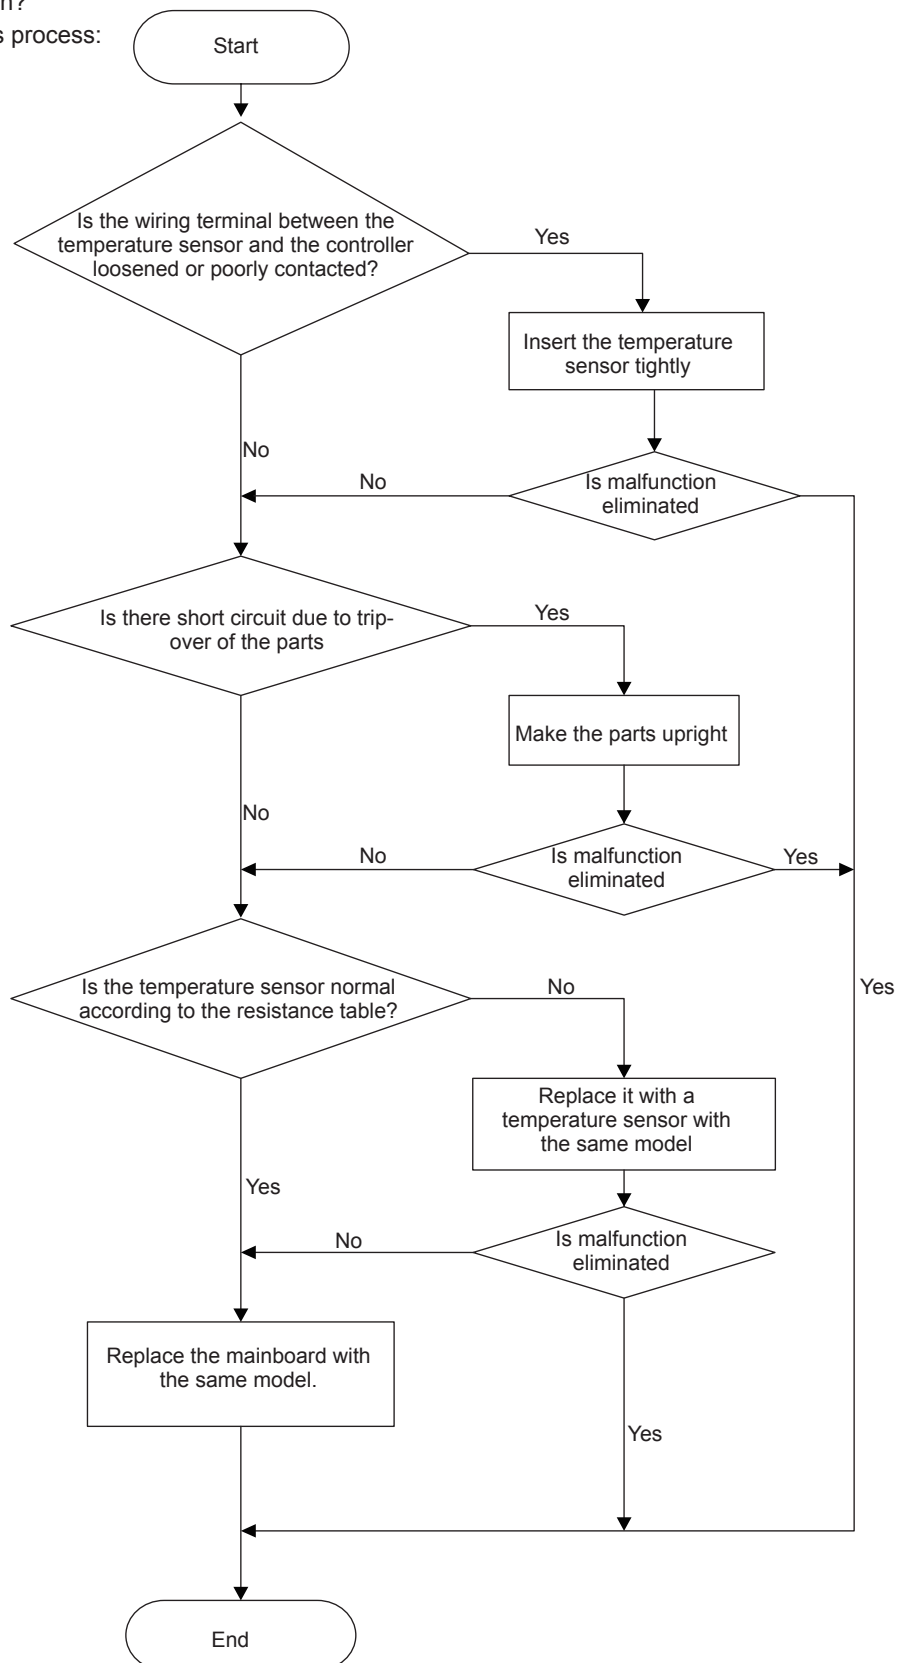 s process:
Start
Is the wiring terminal between the
temperature sensor and the controller
loosened or poorly contacted?
Yes
Insert the temperature
sensor tightly
No
No
Is malfunction
eliminated
Is there short circuit due to trip-
over of the parts
Yes
Make the parts upright
No
No
Is malfunction
eliminated
Yes
Is the temperature sensor normal
according to the resistance table?
No
Yes
Replace it with a
temperature sensor with
the same model
Yes
No
Is malfunction
eliminated
Replace the mainboard with
the same model.
Yes
End